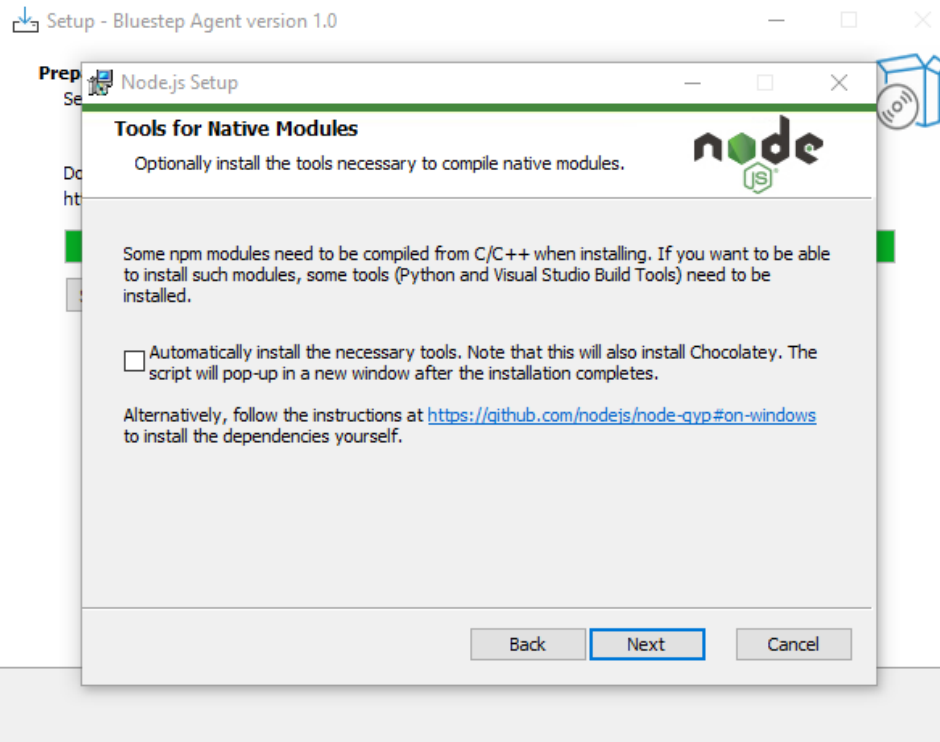 Setup - Bluestep Agent version 1.0
Prep
Se
Do
ht
Node.js Setup
Tools for Native Modules
Optionally install the tools necessary to compile native modules.
node
JS
Some npm modules need to be compiled from C/C++ when installing. If you want to be able
to install such modules, some tools (Python and Visual Studio Build Tools) need to be
installed.
Automatically install the necessary tools. Note that this will also install Chocolatey. The
script will pop-up in a new window after the installation completes.
Alternatively, follow the instructions at https://github.com/nodejs/node-gyp#on-windows
to install the dependencies yourself.
Back
Next
Cancel